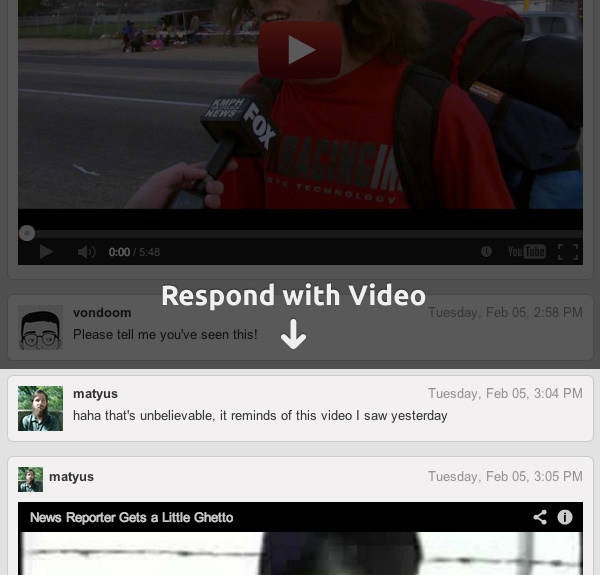 KMPH
NEWS
FOX
RACING
TECHNOLOGY
0:00 / 5:48
YouTube
Respond with Video
vondoom
Tuesday, Feb 05, 2:58 PM
Please tell me you've seen this!
matyus
Tuesday, Feb 05, 3:04 PM
haha that's unbelievable, it reminds of this video I saw yesterday
matyus
Tuesday, Feb 05, 3:05 PM
News Reporter Gets a Little Ghetto